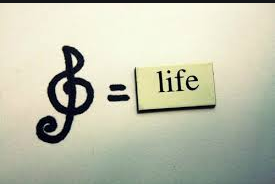 = life